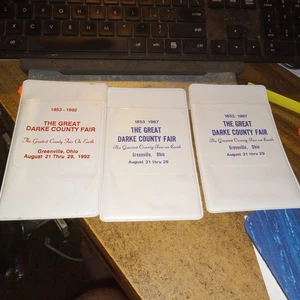 1853 - 1992
THE GREAT
DARKE COUNTY FAIR
The Greatest County Fair On Earth
Greenville, Ohio
August 21 Thru 29, 1992
1853 - 1987
THE GREAT
DARKE COUNTY FAIR
The Greatest County Fair on Earth
Greenville, Ohio
August 21 thru 29
1853 - 1987
THE GREAT
DARKE COUNTY FAIR
The Greatest County Fair on Earth
Greenville, Ohio
August 21 thru 29